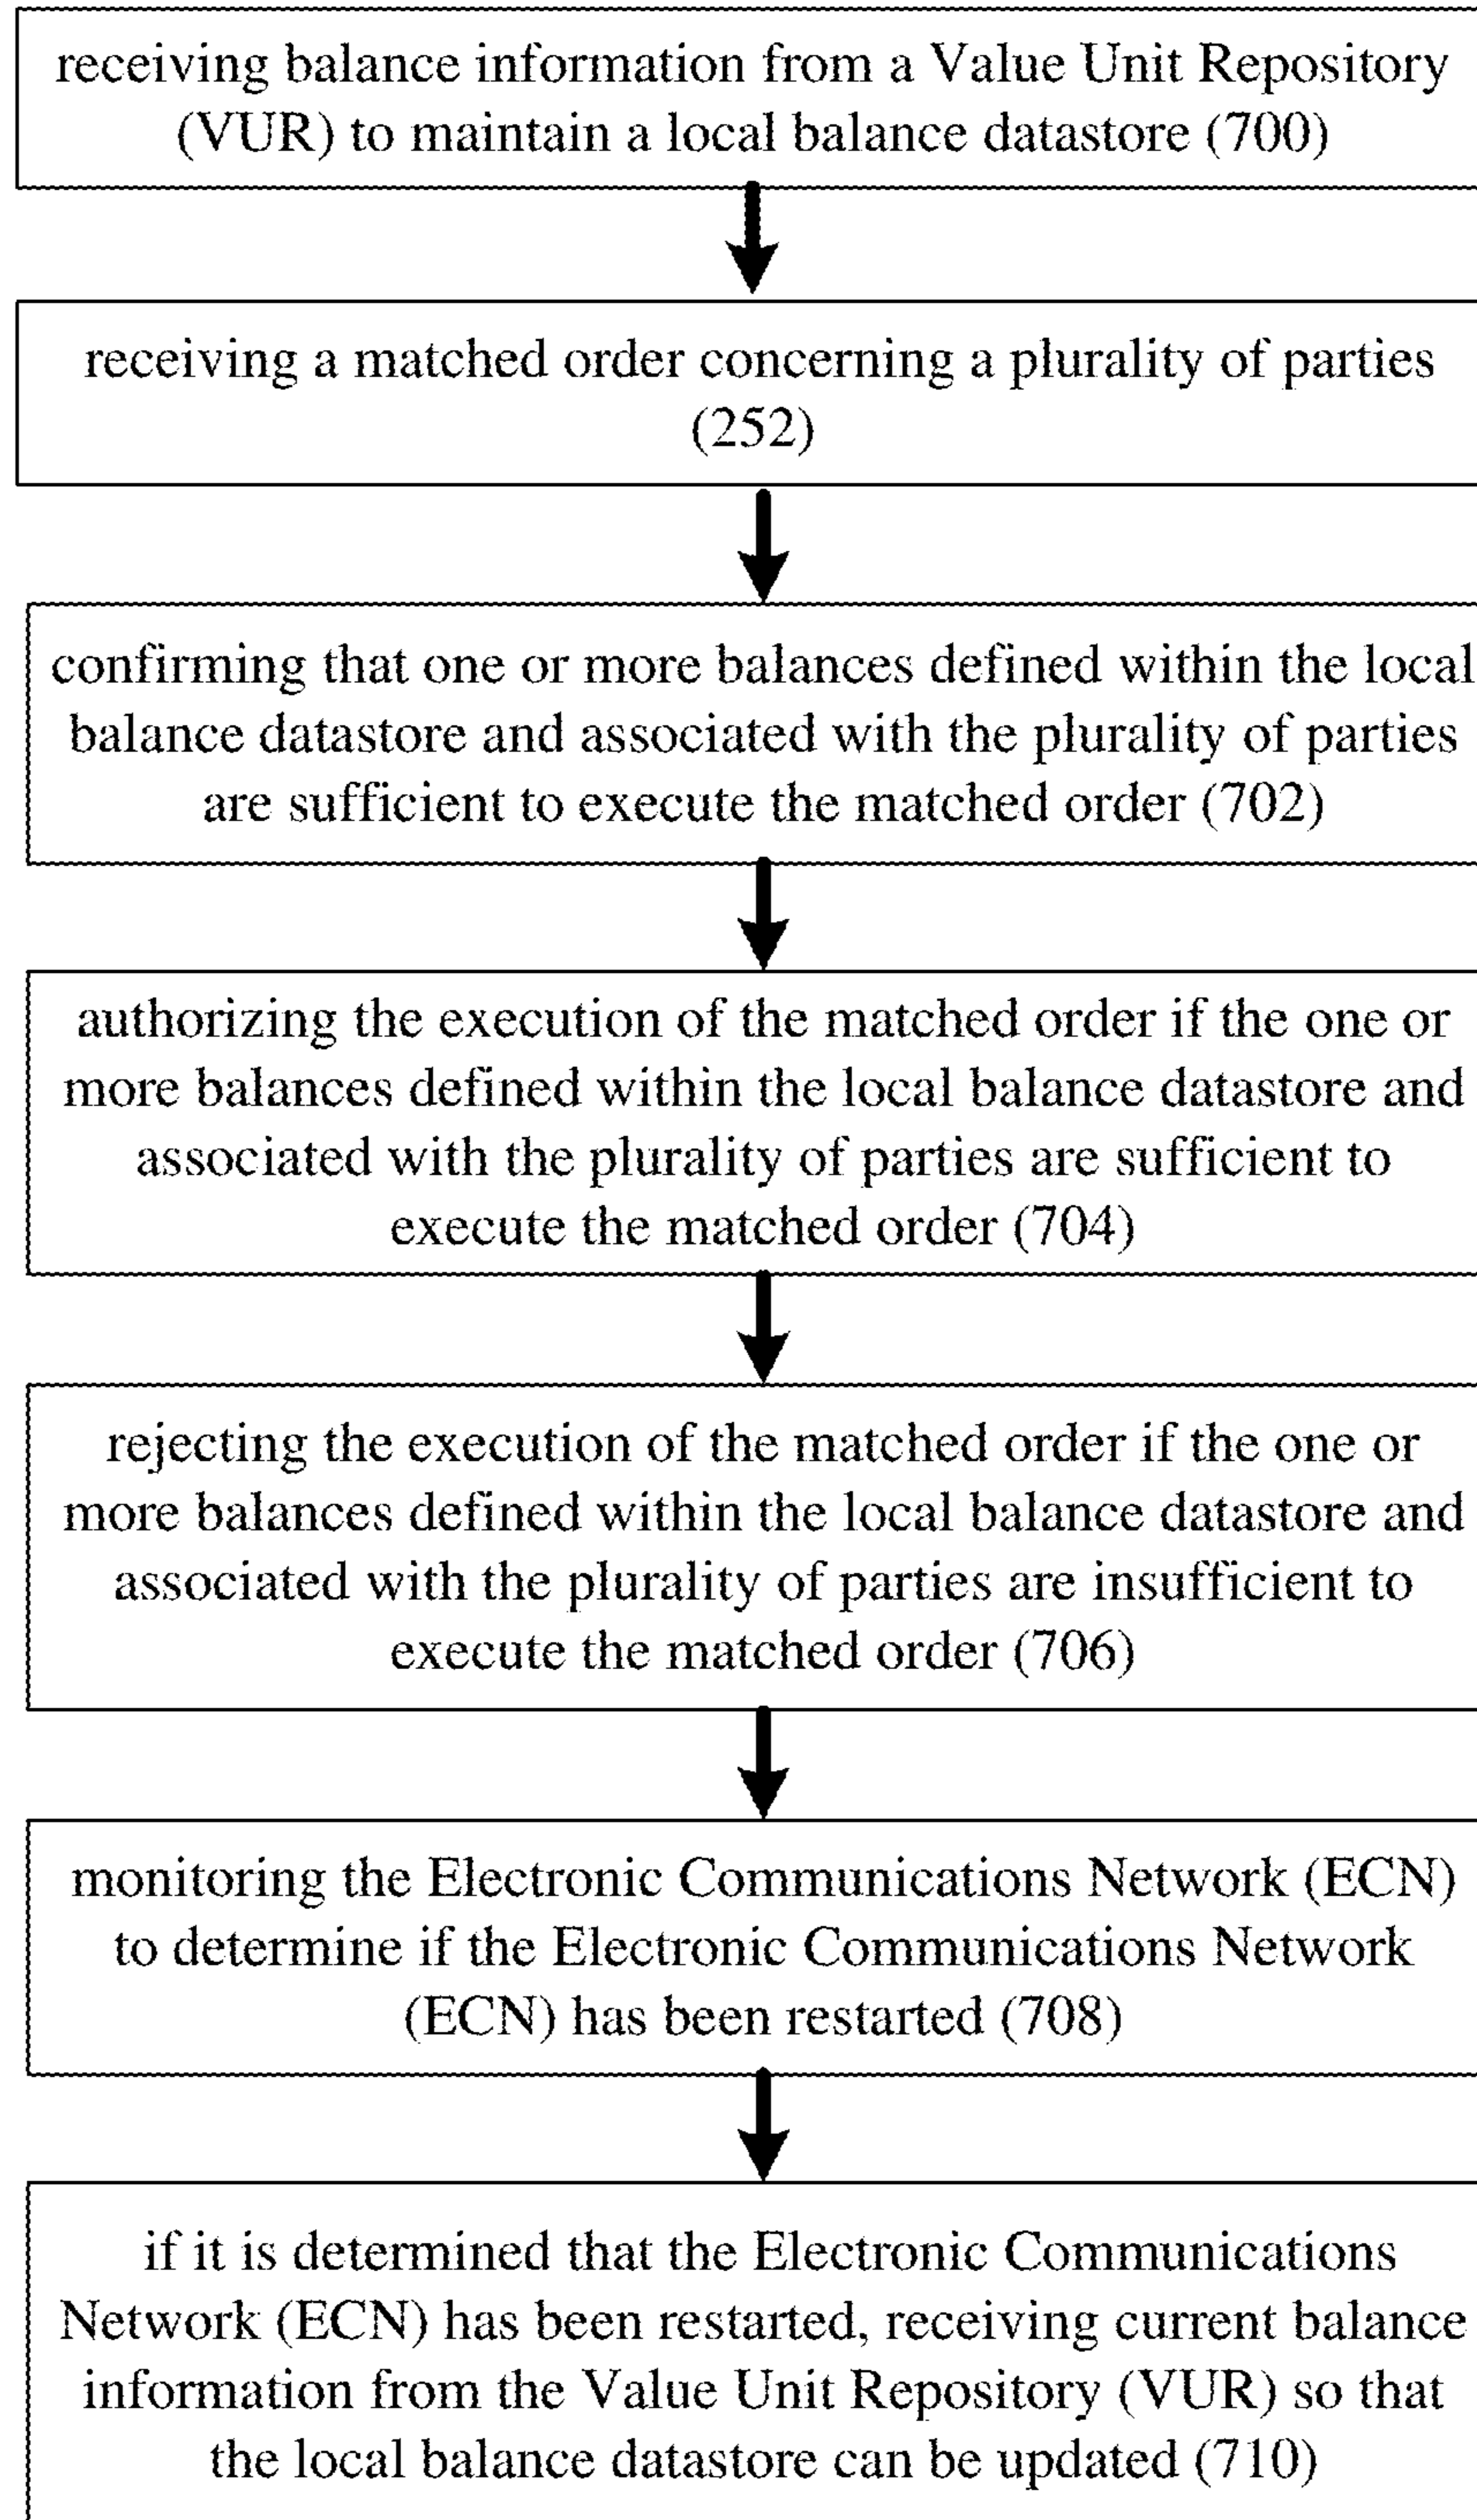 receiving balance information from a Value Unit Repository
(VUR) to maintain a local balance datastore (700)
receiving a matched order concerning a plurality of parties
(252)
confirming that one or more balances defined within the local
balance datastore and associated with the plurality of parties
are sufficient to execute the matched order (702)
authorizing the execution of the matched order if the one or
more balances defined within the local balance datastore and
associated with the plurality of parties are sufficient to
execute the matched order (704)
rejecting the execution of the matched order if the one or
more balances defined within the local balance datastore and
associated with the plurality of parties are insufficient to
execute the matched order (706)
monitoring the Electronic Communications Network (ECN)
to determine if the Electronic Communications Network
(ECN) has been restarted (708)
if it is determined that the Electronic Communications
Network (ECN) has been restarted, receiving current balance
information from the Value Unit Repository (VUR) so that
the local balance datastore can be updated (710)